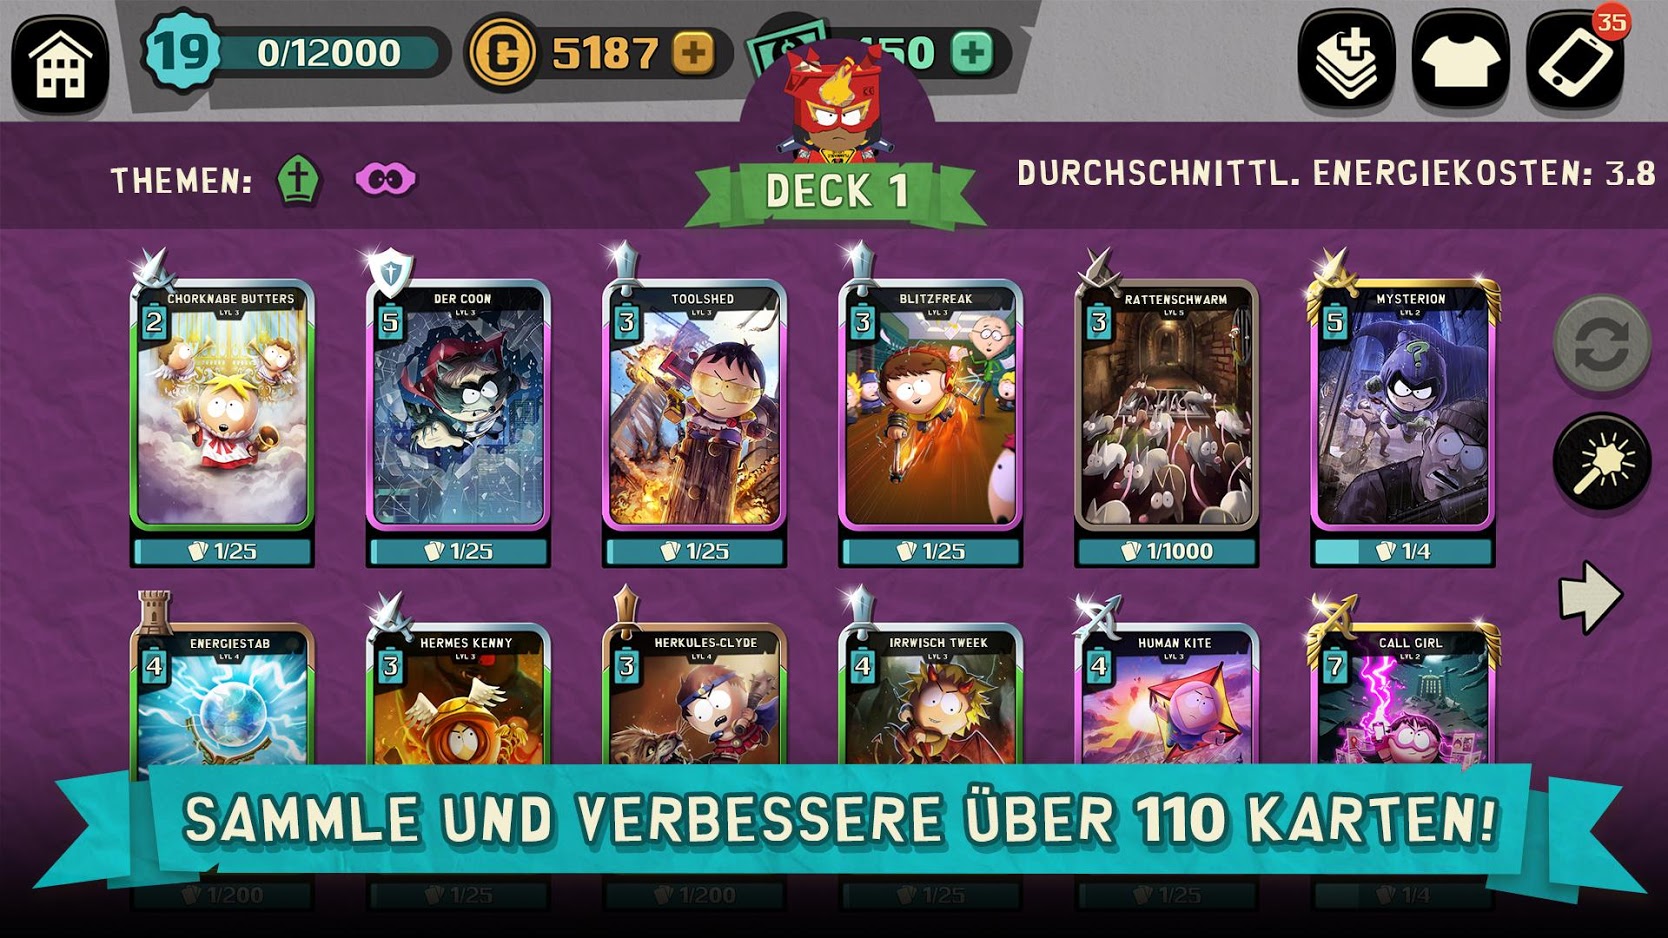 19 0/12000 5187 50 35
THEMEN: DECK 1 DURCHSCHNITTL. ENERGIEKOSTEN: 3.8
CHORKNABE BUTTERS DER COON TOOLSHED BLITZFREAK RATTENSCHWARM MYSTERION
LVL 3 LVL 3 LVL 3 LVL 3 LVL 5 LVL 2
2 5 3 3 3 5
1/25 1/25 1/25 1/25 1/1000 1/4
ENERGIESTAB HERMES KENNY HERKULES-CLYDE IRRWISCH TWEEK HUMAN KITE CALL GIRL
LVL 4 LVL 3 LVL 4 LVL 3 LVL 3 LVL 2
4 3 3 4 4 7
SAMMLE UND VERBESSERE ÜBER 110 KARTEN!
1/200 1/25 1/200 1/25 1/25 1/4